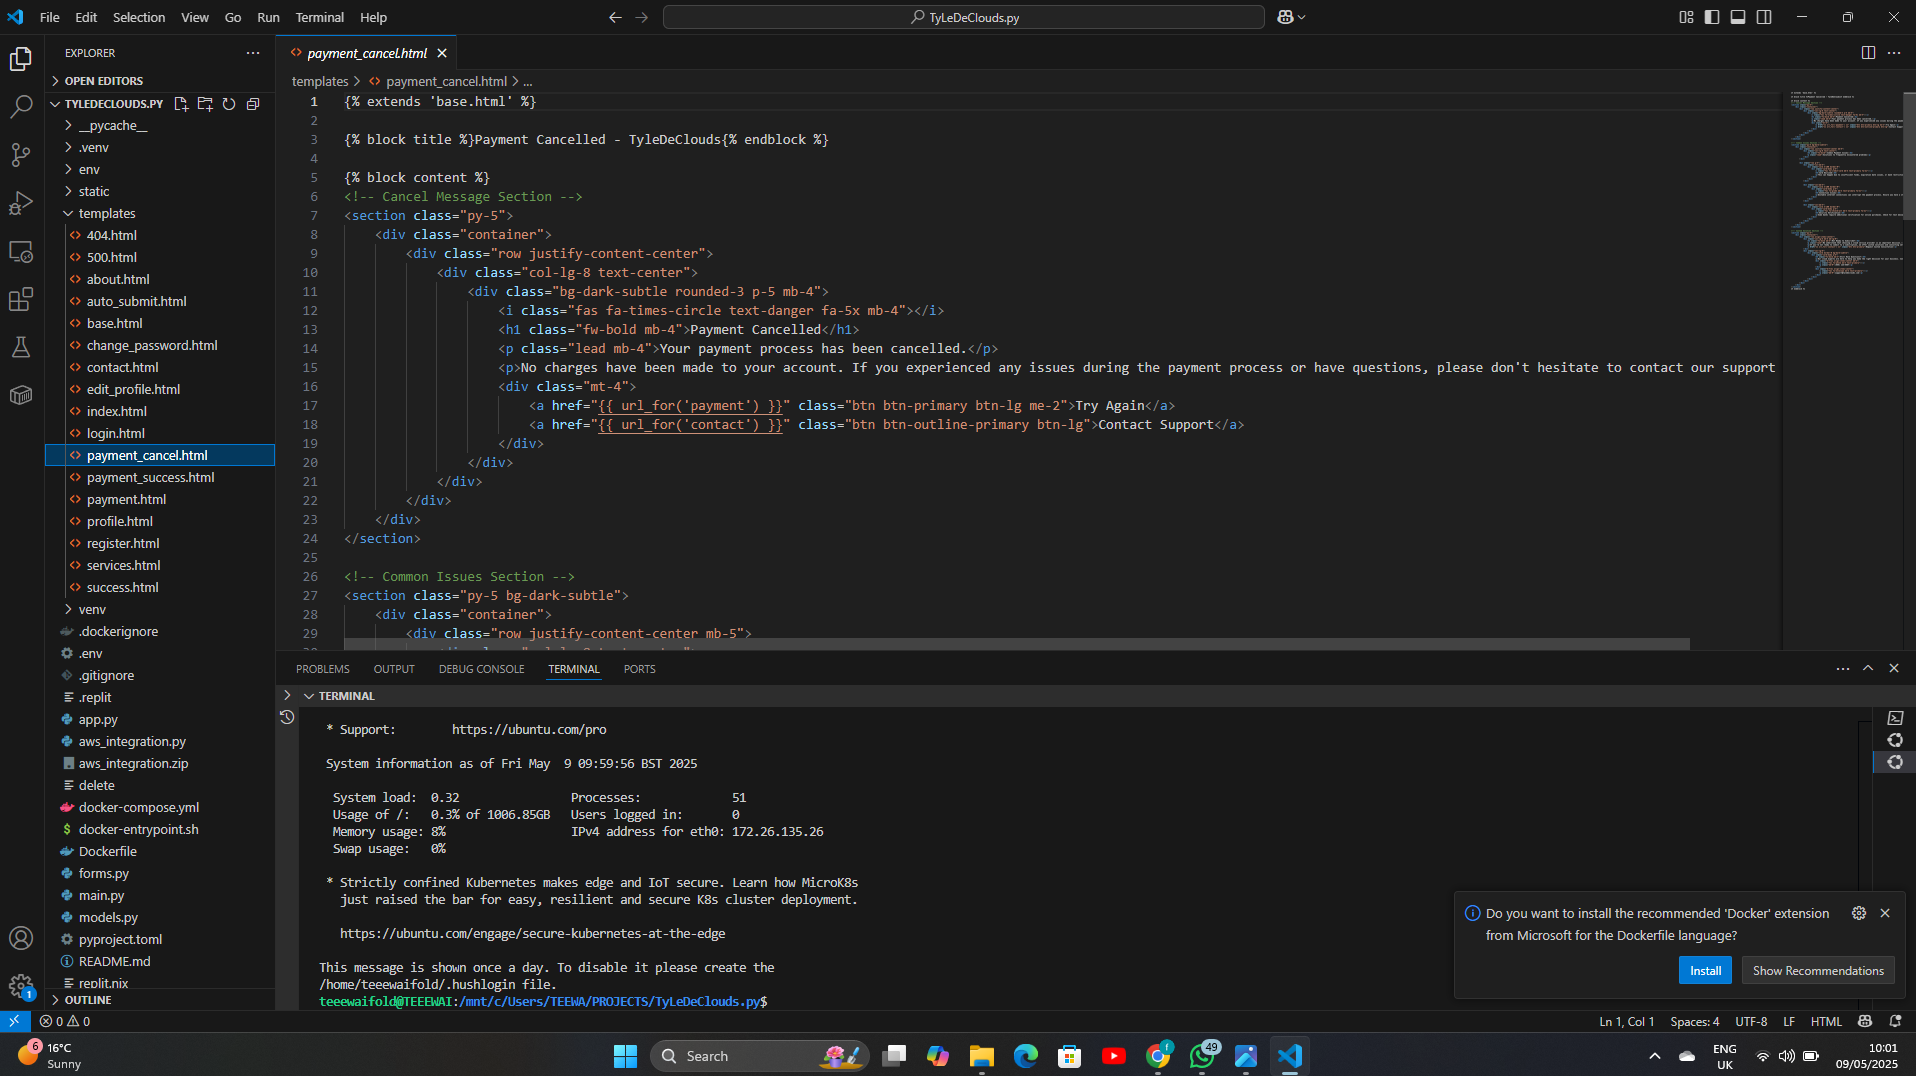 File Edit Selection View Go Run Terminal Help
TyLeDeClouds.py
EXPLORER
OPEN EDITORS
TYLEDECLOUDS.PY
__pycache__
.venv
env
static
templates
404.html
500.html
about.html
auto_submit.html
base.html
change_password.html
contact.html
edit_profile.html
index.html
login.html
payment_cancel.html
payment_success.html
payment.html
profile.html
register.html
services.html
success.html
venv
.dockerignore
.env
.gitignore
.replit
app.py
aws_integration.py
aws_integration.zip
delete
docker-compose.yml
docker-entrypoint.sh
Dockerfile
forms.py
main.py
models.py
pyproject.toml
README.md
replit.nix
OUTLINE
payment_cancel.html
templates > payment_cancel.html > ...
1 {% extends 'base.html' %}
2
3 {% block title %}Payment Cancelled - TyleDeClouds{% endblock %}
4
5 {% block content %}
6 <!-- Cancel Message Section -->
7 <section class="py-5">
8 <div class="container">
9 <div class="row justify-content-center">
10 <div class="col-lg-8 text-center">
11 <div class="bg-dark-subtle rounded-3 p-5 mb-4">
12 <i class="fas fa-times-circle text-danger fa-5x mb-4"></i>
13 <h1 class="fw-bold mb-4">Payment Cancelled</h1>
14 <p class="lead mb-4">Your payment process has been cancelled.</p>
15 <p>No charges have been made to your account. If you experienced any issues during the payment process or have questions, please don't hesitate to contact our support
16 <div class="mt-4">
17 <a href="{{ url_for('payment') }}" class="btn btn-primary btn-lg me-2">Try Again</a>
18 <a href="{{ url_for('contact') }}" class="btn btn-outline-primary btn-lg">Contact Support</a>
19 </div>
20 </div>
21 </div>
22 </div>
23 </div>
24 </section>
25
26 <!-- Common Issues Section -->
27 <section class="py-5 bg-dark-subtle">
28 <div class="container">
29 <div class="row justify-content-center mb-5">
PROBLEMS OUTPUT DEBUG CONSOLE TERMINAL PORTS
TERMINAL
* Support: https://ubuntu.com/pro
System information as of Fri May 9 09:59:56 BST 2025
System load: 0.32 Processes: 51
Usage of /: 0.3% of 1006.85GB Users logged in: 0
Memory usage: 8% IPv4 address for eth0: 172.26.135.26
Swap usage: 0%
* Strictly confined Kubernetes makes edge and IoT secure. Learn how MicroK8s
just raised the bar for easy, resilient and secure K8s cluster deployment.
https://ubuntu.com/engage/secure-kubernetes-at-the-edge
This message is shown once a day. To disable it please create the
/home/teeewaifold/.hushlogin file.
teeewaifold@TEEEWAI:/mnt/c/Users/TEEWA/PROJECTS/TyLeDeClouds.py$
Do you want to install the recommended 'Docker' extension
from Microsoft for the Dockerfile language?
Install Show Recommendations
1
0 0
Ln 1, Col 1 Spaces: 4 UTF-8 LF HTML
6
16°C
Sunny
Search
49
ENG
UK
10:01
09/05/2025